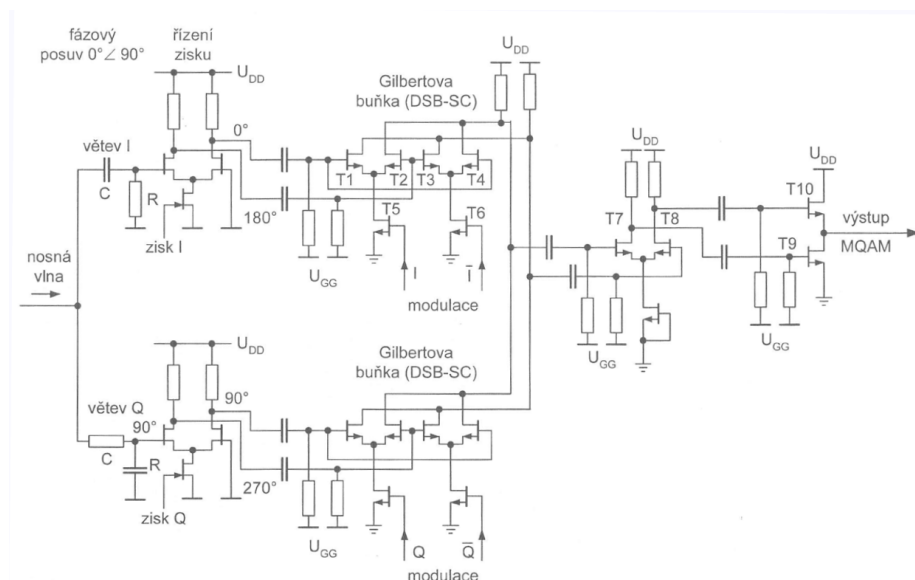 fázový
posuv 0°∠ 90°
řízení
zisku
U_DD
větev I
C
R
zisk I
0°
180°
nosná
vlna
Gilbertova
buňka (DSB-SC)
U_DD
T1
T2
T3
T4
T5
T6
U_GG
I
Ī
modulace
U_DD
T7
T8
U_GG
U_DD
T10
T9
výstup
MQAM
U_GG
U_DD
větev Q
90°
C
R
zisk Q
90°
270°
Gilbertova
buňka (DSB-SC)
U_GG
Q
Q̄
modulace